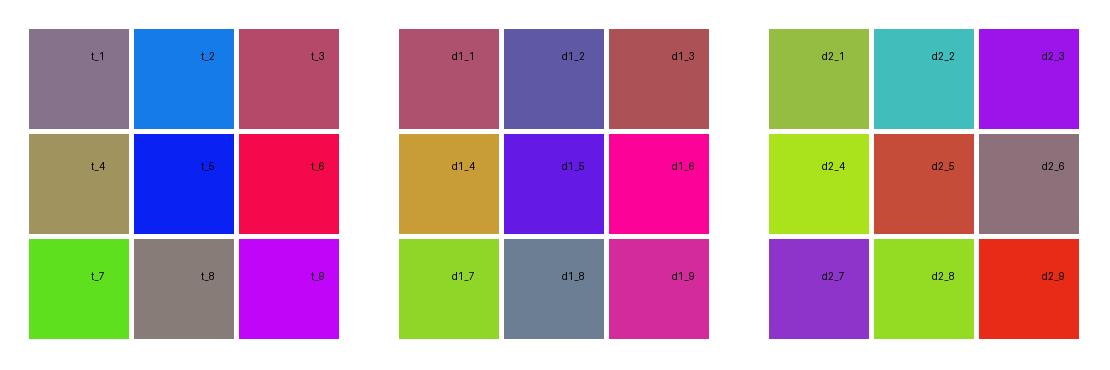 t_1 t_2 t_3 d1_1 d1_2 d1_3 d2_1 d2_2 d2_3
t_4 t_5 t_6 d1_4 d1_5 d1_6 d2_4 d2_5 d2_6
t_7 t_8 t_9 d1_7 d1_8 d1_9 d2_7 d2_8 d2_9